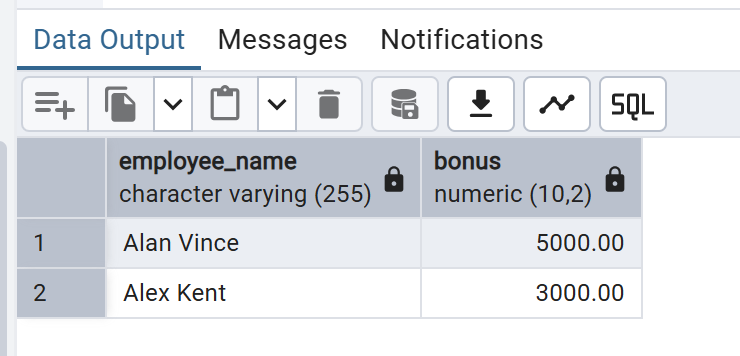 Data Output Messages Notifications
SQL
employee_name bonus
character varying (255) numeric (10,2)
1 Alan Vince 5000.00
2 Alex Kent 3000.00